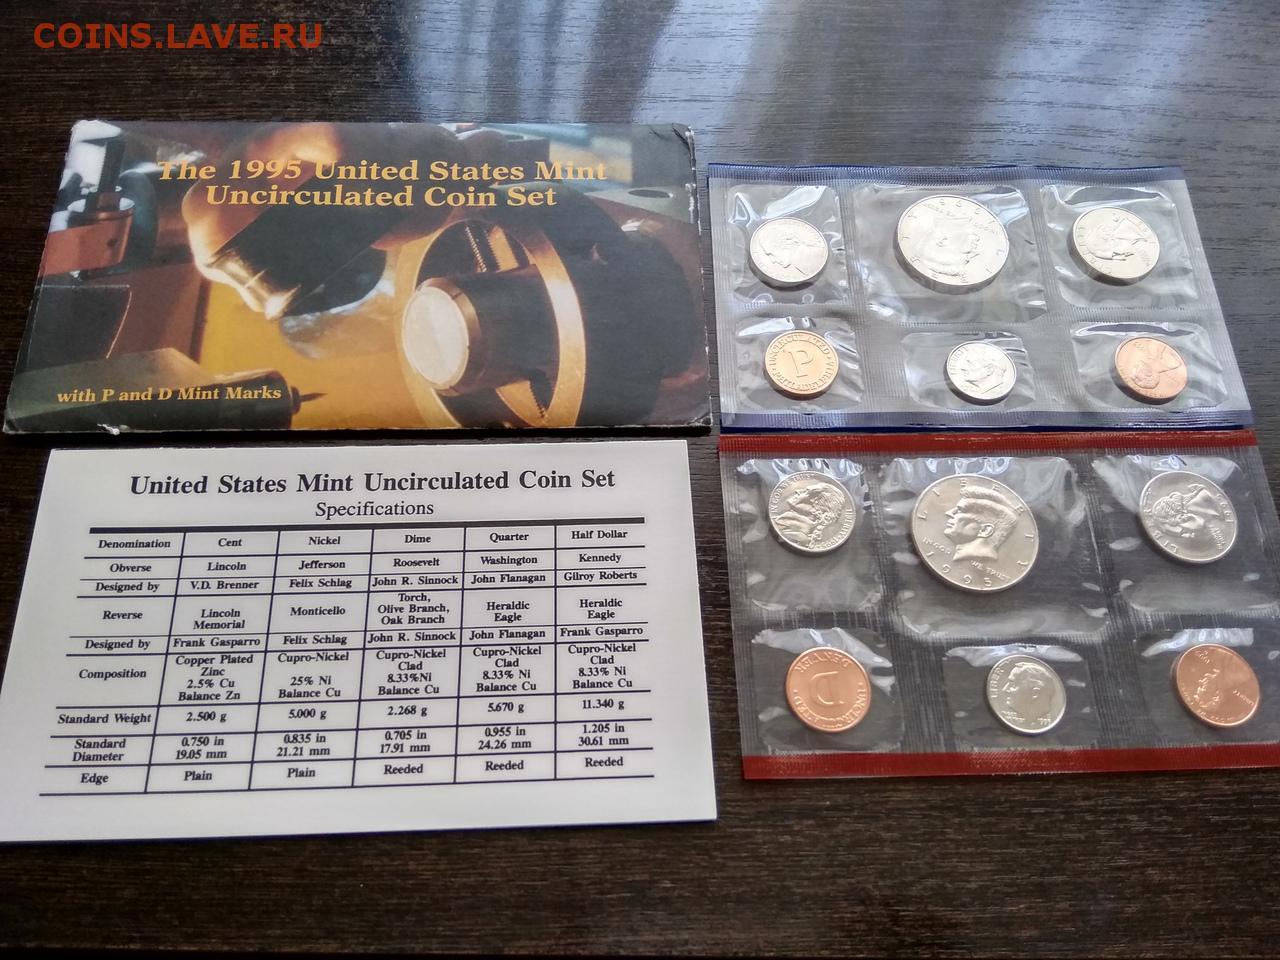 COINS.LAVE.RU
The 1995 United States Mint
Uncirculated Coin Set
with P and D Mint Marks
United States Mint Uncirculated Coin Set
Specifications
Denomination Cent Nickel Dime Quarter Half Dollar
Obverse Lincoln Jefferson Roosevelt Washington Kennedy
Designed by V.D. Brenner Felix Schlag John R. Sinnock John Flanagan Gilroy Roberts
Reverse Lincoln Memorial Monticello Torch, Olive Branch, Oak Branch Heraldic Eagle Heraldic Eagle
Designed by Frank Gasparro Felix Schlag John R. Sinnock John Flanagan Frank Gasparro
Composition Copper Plated Zinc 2.5% Cu Balance Zn Cupro-Nickel 25% Ni Balance Cu Cupro-Nickel Clad 8.33%Ni Balance Cu Cupro-Nickel Clad 8.33% Ni Balance Cu Cupro-Nickel Clad 8.33% Ni Balance Cu
Standard Weight 2.500 g 5.000 g 2.268 g 5.670 g 11.340 g
Standard Diameter 0.750 in 19.05 mm 0.835 in 21.21 mm 0.705 in 17.91 mm 0.955 in 24.26 mm 1.205 in 30.61 mm
Edge Plain Plain Reeded Reeded Reeded
UNCIRCULATED
P
PHILADELPHIA
LIBERTY
IN GOD
WE TRUST
1995
DENVER
D
UNCIRCULATED